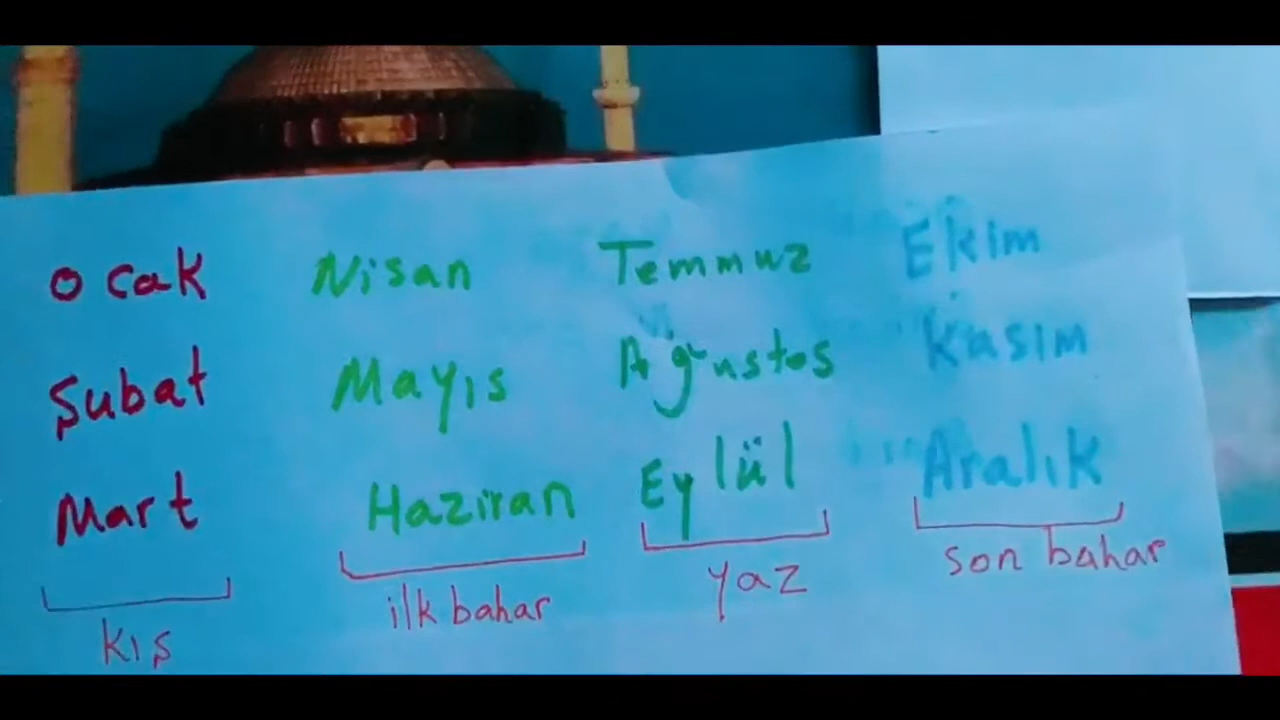 Ocak Nisan Temmuz Ekim
Şubat Mayıs Ağustos Kasım
Mart Haziran Eylül Aralık
kış ilk bahar yaz son bahar